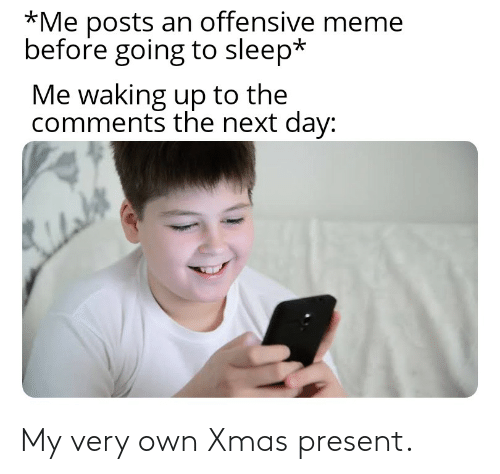 *Me posts an offensive meme
before going to sleep*
Me waking up to the
comments the next day:
My very own Xmas present.